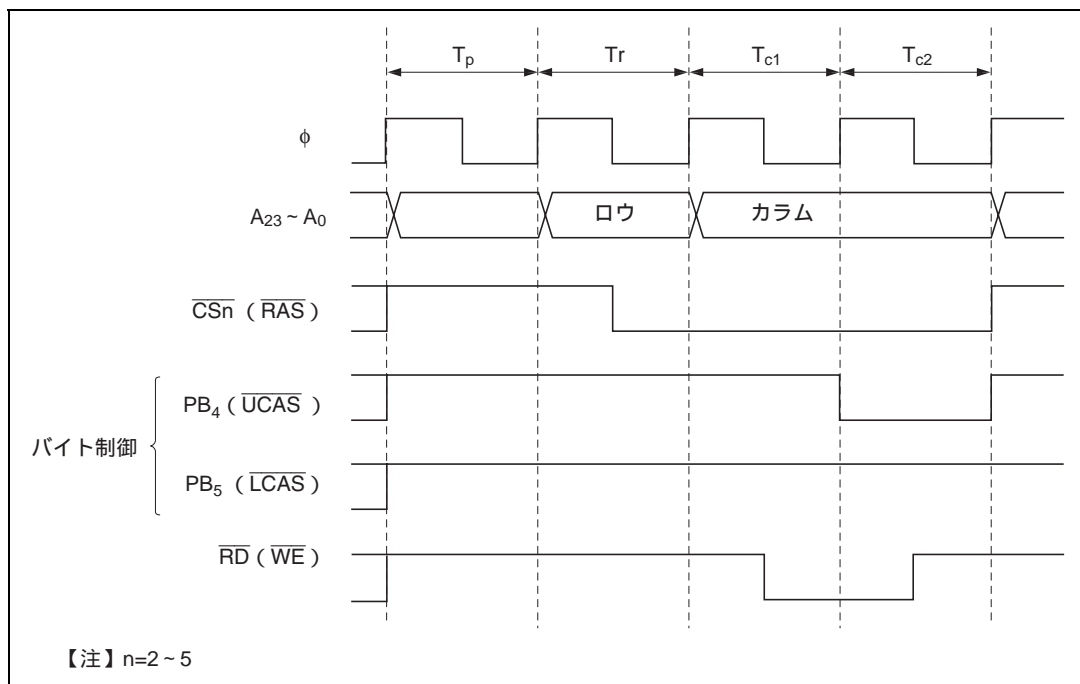 Tp Tr Tc1 Tc2
φ
A23~A0 ロウ カラム
CSn（RAS）
PB4（UCAS）
バイト制御
PB5（LCAS）
RD（WE）
【注】n=2~5